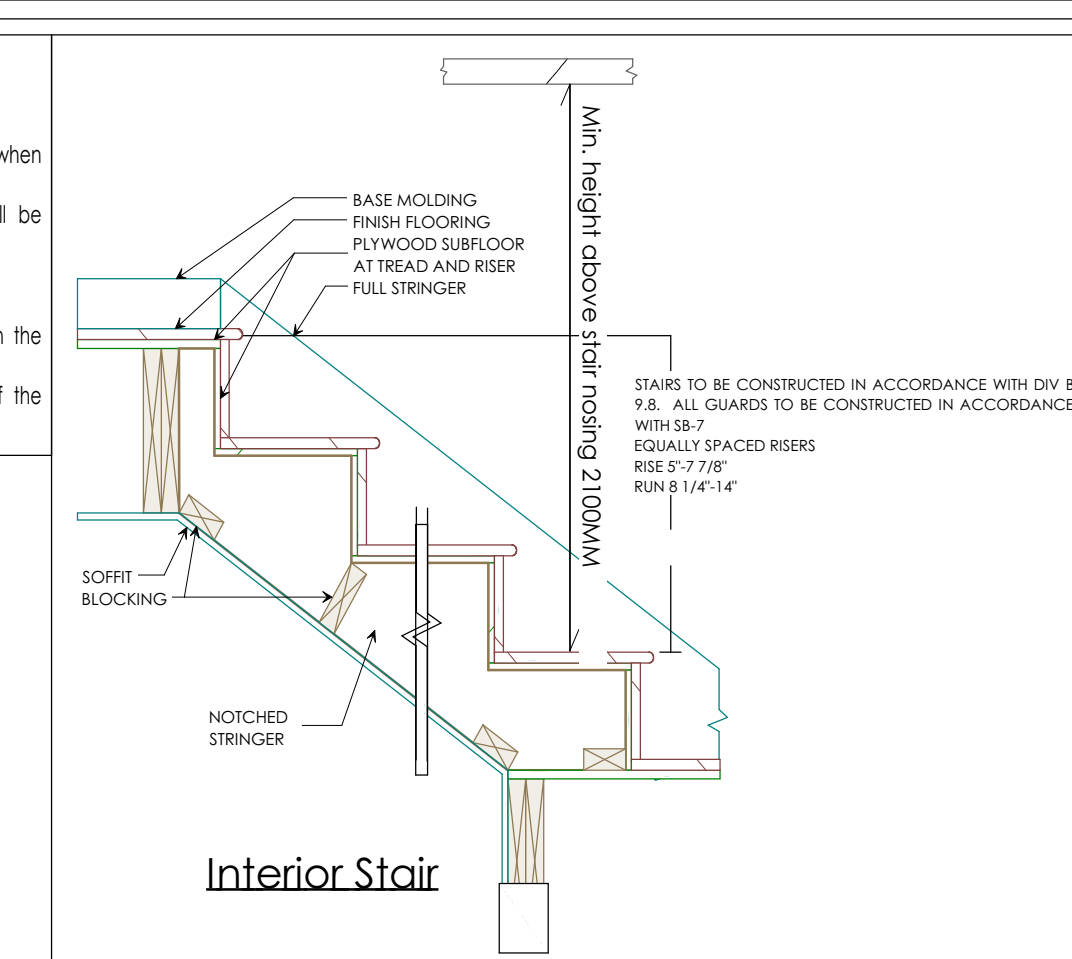 when
be
the
the
BASE MOLDING
FINISH FLOORING
PLYWOOD SUBFLOOR
AT TREAD AND RISER
FULL STRINGER
Min. height above stair nosing 2100MM
STAIRS TO BE CONSTRUCTED IN ACCORDANCE WITH DIV B
9.8. ALL GUARDS TO BE CONSTRUCTED IN ACCORDANCE
WITH SB-7
EQUALLY SPACED RISERS
RISE 5"-7 7/8"
RUN 8 1/4"-14"
SOFFIT
BLOCKING
NOTCHED
STRINGER
Interior Stair